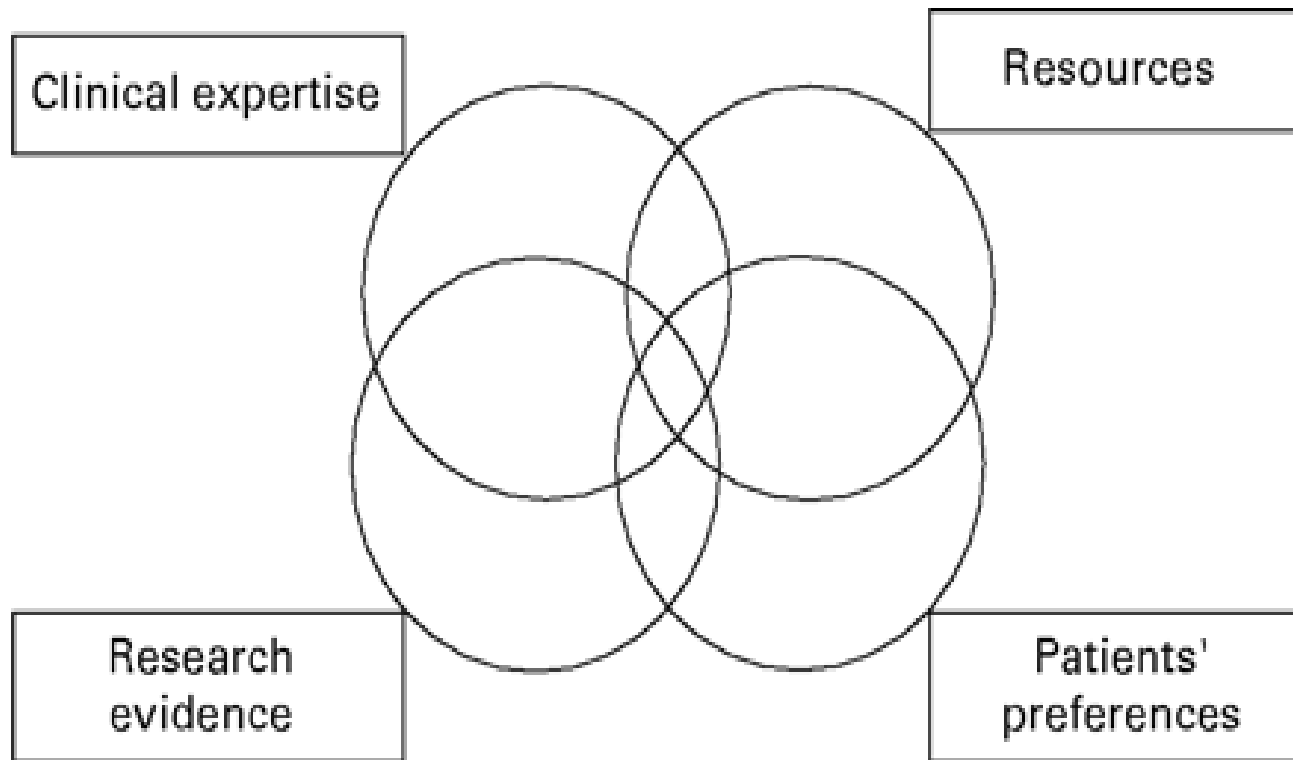 Clinical expertise
Resources
Research
evidence
Patients'
preferences